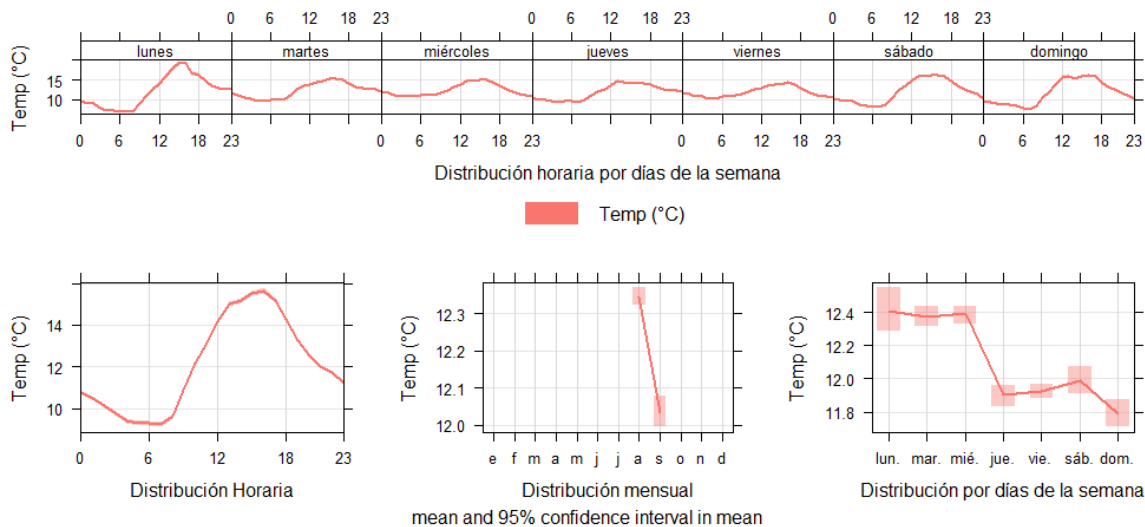 0 6 12 18 23 0 6 12 18 23 0 6 12 18 23
lunes martes miércoles jueves viernes sábado domingo
Temp (°C)
15
10
0 6 12 18 23 0 6 12 18 23 0 6 12 18 23 0 6 12 18 23
Distribución horaria por días de la semana
Temp (°C)
Temp (°C)
14
12
10
0 6 12 18 23
Distribución Horaria
Temp (°C)
12.3
12.2
12.1
12.0
e f m a m j j a s o n d
Distribución mensual
mean and 95% confidence interval in mean
Temp (°C)
12.4
12.2
12.0
11.8
lun. mar. mié. jue. vie. sáb. dom.
Distribución por días de la semana